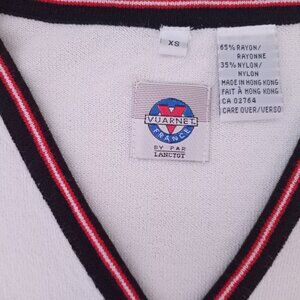 XS
65% RAYON/
RAYONNE
35% NYLON/
NYLON
MADE IN HONG KONG
FAIT À HONG KONG
CA 02764
CARE OVER/VERSO
VUARNET
FRANCE
BY PAR
LANCTOT